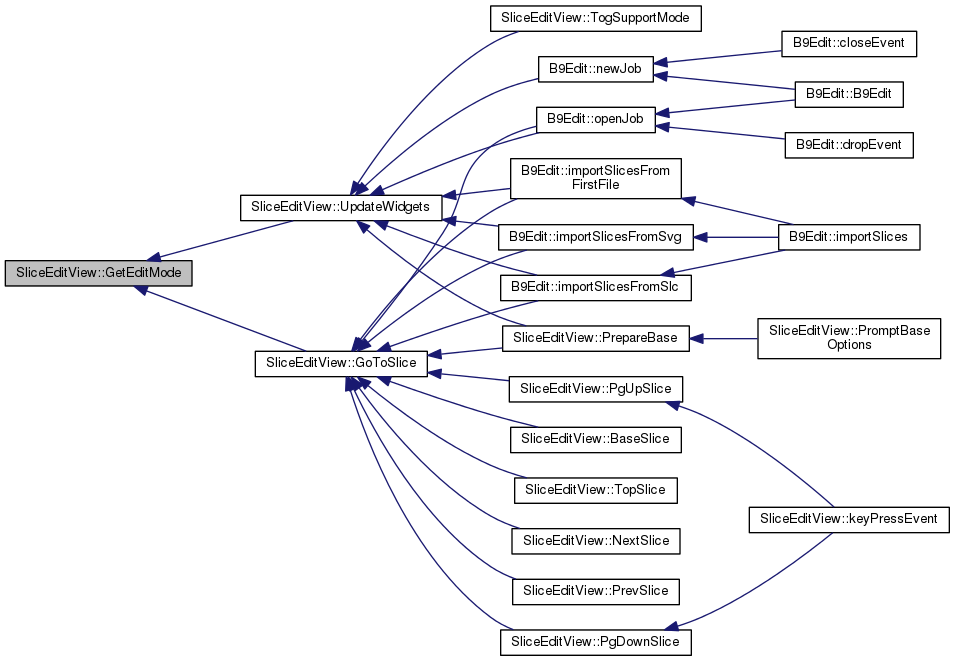 SliceEditView::TogSupportMode
B9Edit::closeEvent
B9Edit::newJob
B9Edit::B9Edit
B9Edit::openJob
B9Edit::dropEvent
B9Edit::importSlicesFrom
FirstFile
SliceEditView::UpdateWidgets
B9Edit::importSlicesFromSvg
B9Edit::importSlices
SliceEditView::GetEditMode
B9Edit::importSlicesFromSlc
SliceEditView::PrepareBase
SliceEditView::PromptBase
Options
SliceEditView::GoToSlice
SliceEditView::PgUpSlice
SliceEditView::BaseSlice
SliceEditView::TopSlice
SliceEditView::keyPressEvent
SliceEditView::NextSlice
SliceEditView::PrevSlice
SliceEditView::PgDownSlice